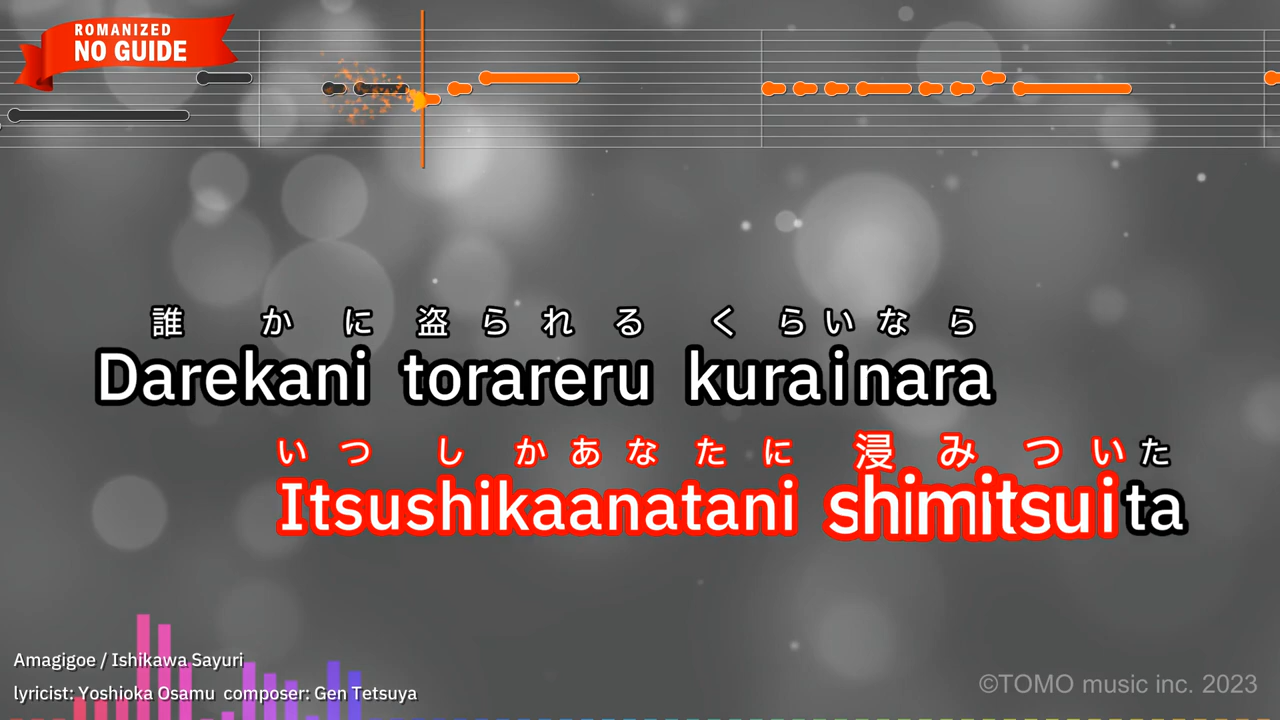 ROMANIZED
NO GUIDE
誰かに盗られるくらいなら
Darekani torareru kurainara
いつしかあなたに浸みついた
Itsushikaanatani shimitsuita
Amagigoe / Ishikawa Sayuri
lyricist: Yoshioka Osamu composer: Gen Tetsuya
©TOMO music inc. 2023